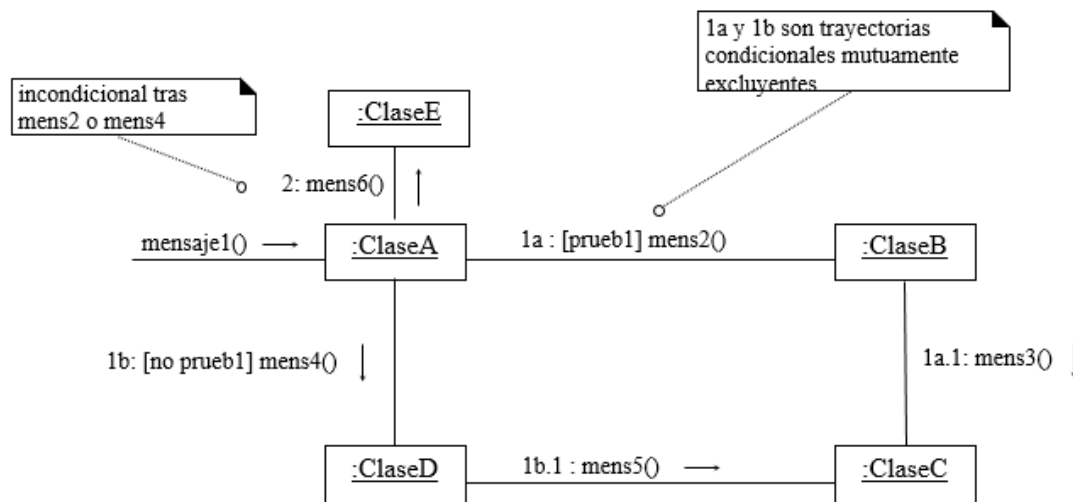 1a y 1b son trayectorias
condicionales mutuamente
excluyentes
incondicional tras
mens2 o mens4
:ClaseE
2: mens6()
mensaje1()
:ClaseA
1a : [prueb1] mens2()
:ClaseB
1b: [no prueb1] mens4()
1a.1: mens3()
:ClaseD
1b.1 : mens5()
:ClaseC